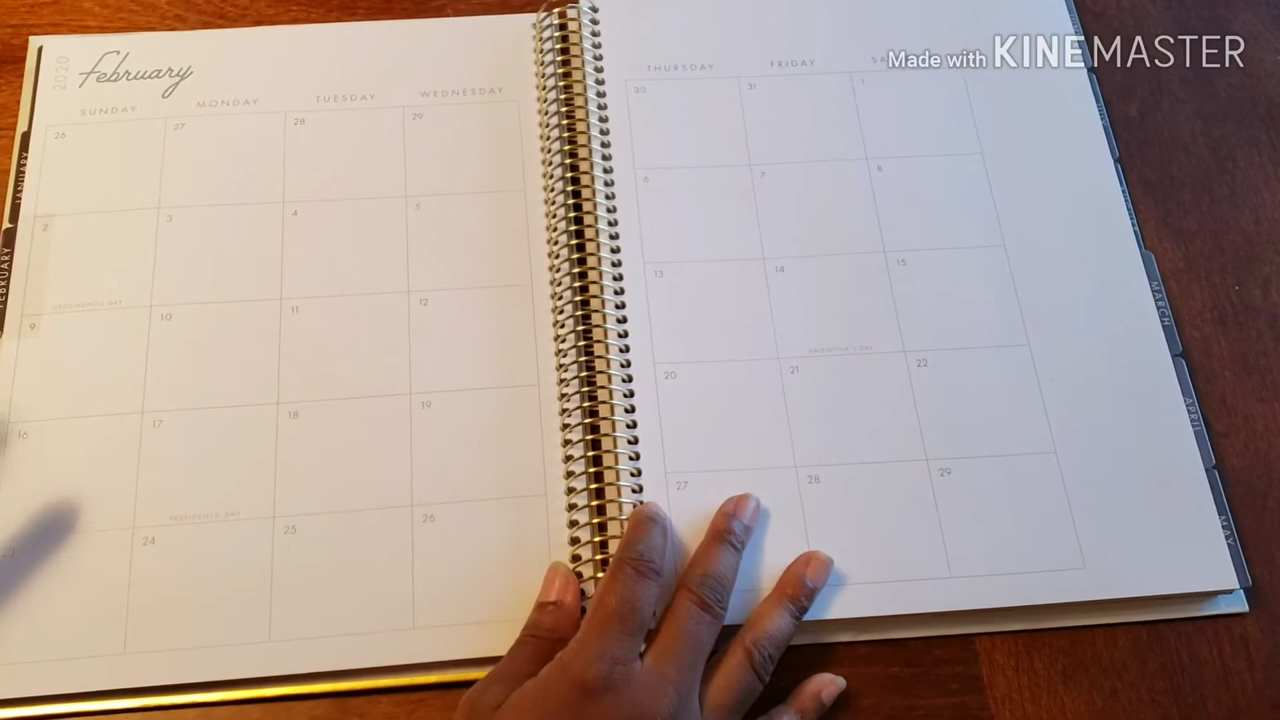 2020
February
SUNDAY MONDAY TUESDAY WEDNESDAY
26 27 28 29
2 3 4 5
GROUNDHOG DAY
9 10 11 12
16 17 18 19
PRESIDENTS' DAY
23 24 25 26
JANUARY
FEBRUARY
Made with KINEMASTER
THURSDAY FRIDAY
30 31 1
6 7 8
13 14 15
VALENTINE'S DAY
20 21 22
27 28 29
MARCH
APRIL
MAY